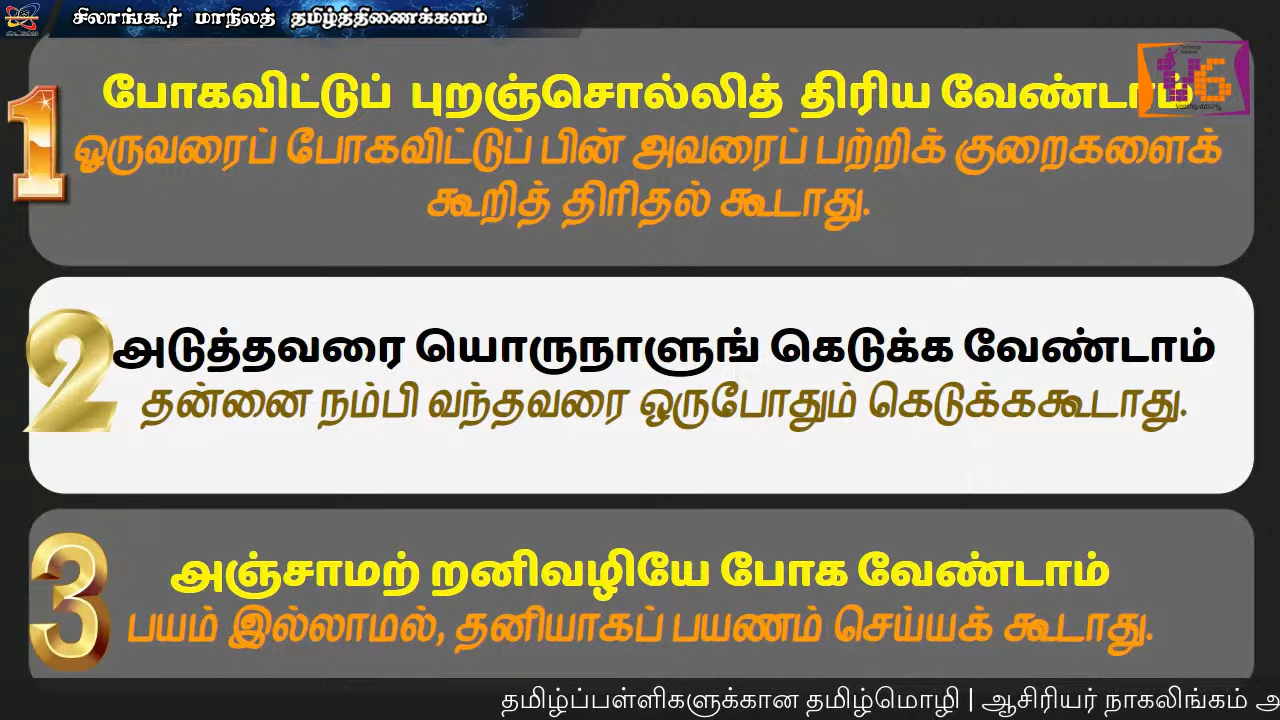 சிலாங்கூர் மாநிலத் தமிழ்த்திணைக்களம்
போகவிட்டுப் புறஞ்சொல்லித் திரிய வேண்டாம்
ஒருவரைப் போகவிட்டுப் பின் அவரைப் பற்றிக் குறைகளைக்
கூறித் திரிதல் கூடாது.
1
அடுத்தவரை யொருநாளுங் கெடுக்க வேண்டாம்
தன்னை நம்பி வந்தவரை ஒருபோதும் கெடுக்ககூடாது.
2
அஞ்சாமற் றனிவழியே போக வேண்டாம்
பயம் இல்லாமல், தனியாகப் பயணம் செய்யக் கூடாது.
3
தமிழ்ப்பள்ளிகளுக்கான தமிழ்மொழி | ஆசிரியர் நாகலிங்கம்